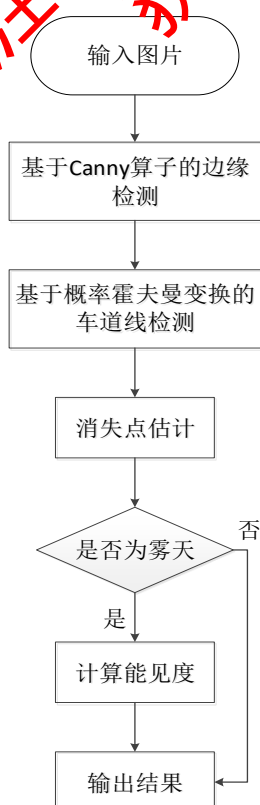 输入图片
基于Canny算子的边缘
检测
基于概率霍夫曼变换的
车道线检测
消失点估计
是否为雾天
否
是
计算能见度
输出结果